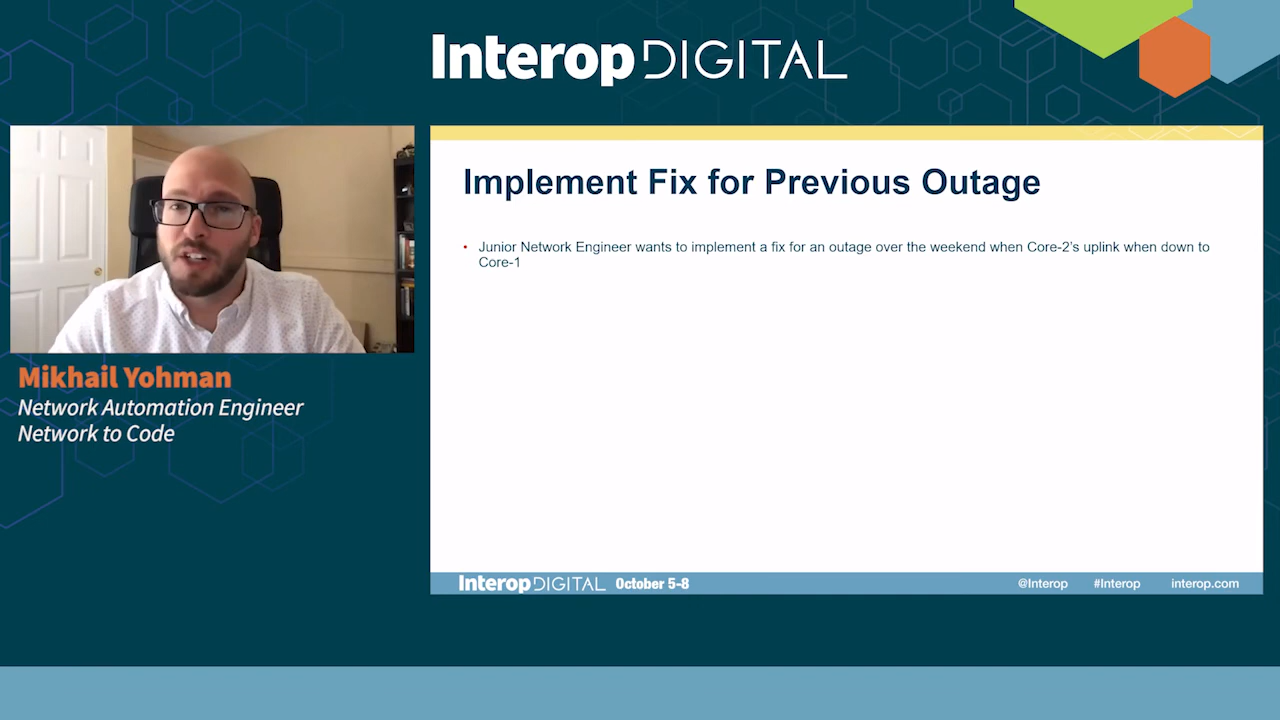 Interop DIGITAL
Mikhail Yohman
Network Automation Engineer
Network to Code
Implement Fix for Previous Outage
• Junior Network Engineer wants to implement a fix for an outage over the weekend when Core-2's uplink when down to
Core-1
Interop DIGITAL October 5-8 @Interop #Interop interop.com